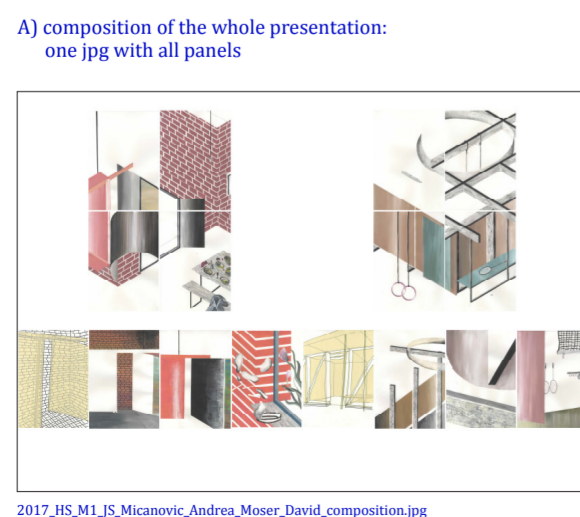 A) composition of the whole presentation:
one jpg with all panels
2017_HS_M1_JS_Micanovic_Andrea_Moser_David_composition.jpg